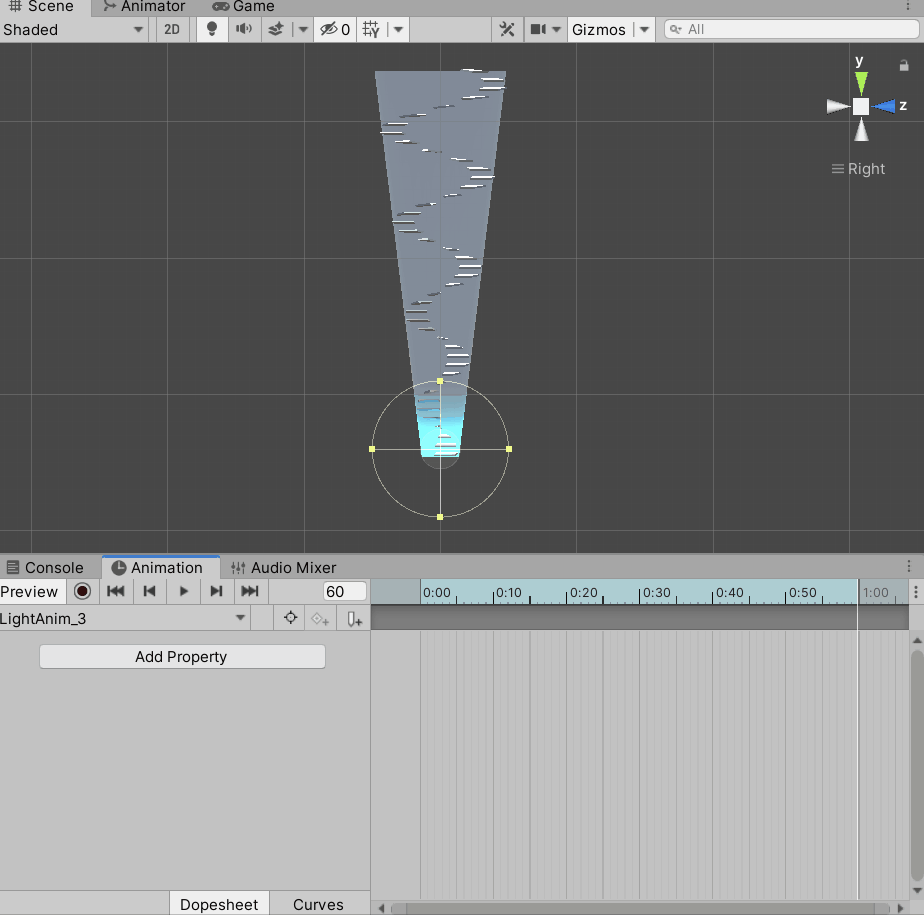 Scene Animator Game
Shaded 2D 0 Gizmos All
y
z
Right
Console Animation Audio Mixer
Preview 60 0:00 0:10 0:20 0:30 0:40 0:50 1:00
LightAnim_3
Add Property
Dopesheet Curves